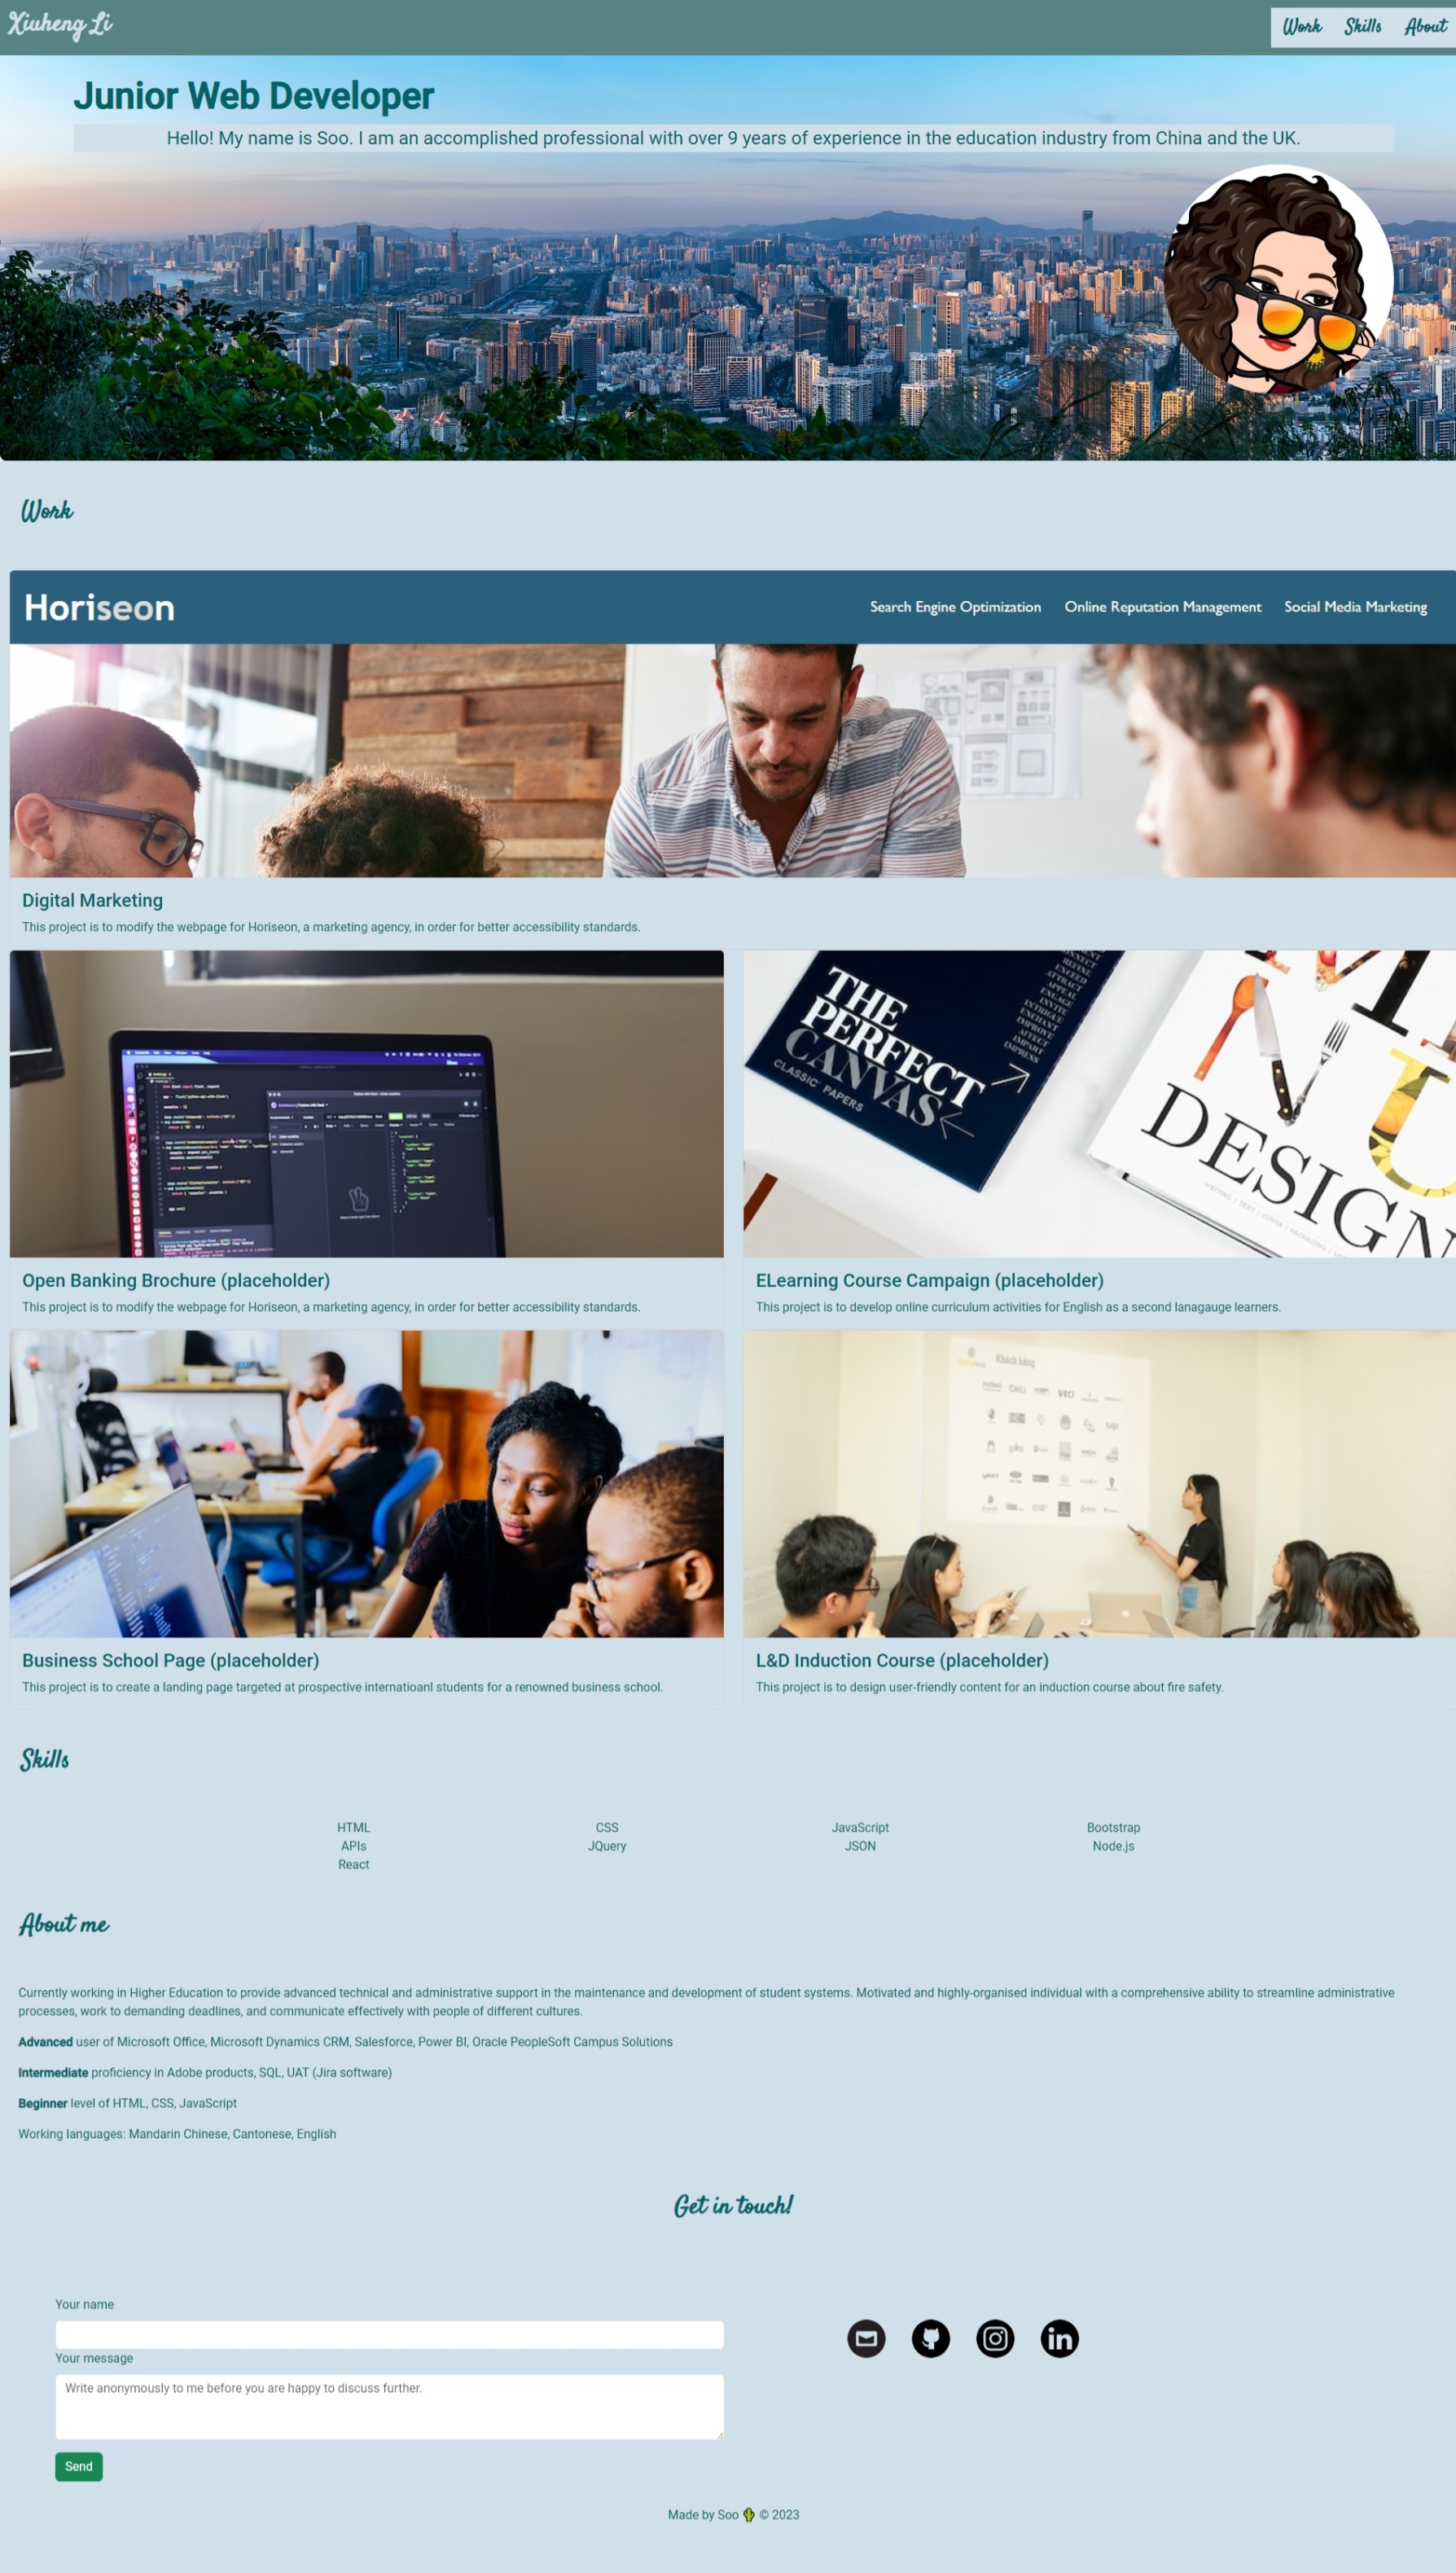 Xiuheng Li
Work Skills About
Junior Web Developer
Hello! My name is Soo. I am an accomplished professional with over 9 years of experience in the education industry from China and the UK.
Work
Horiseon
Search Engine Optimization Online Reputation Management Social Media Marketing
Digital Marketing
This project is to modify the webpage for Horiseon, a marketing agency, in order for better accessibility standards.
THE
PERFECT
CANVAS
CLASSIC PAPERS
DESIGN
Open Banking Brochure (placeholder)
This project is to modify the webpage for Horiseon, a marketing agency, in order for better accessibility standards.
ELearning Course Campaign (placeholder)
This project is to develop online curriculum activities for English as a second lanagauge learners.
Khách hàng
Business School Page (placeholder)
This project is to create a landing page targeted at prospective internatioanl students for a renowned business school.
L&D Induction Course (placeholder)
This project is to design user-friendly content for an induction course about fire safety.
Skills
HTML CSS JavaScript Bootstrap
APIs JQuery JSON Node.js
React
About me
Currently working in Higher Education to provide advanced technical and administrative support in the maintenance and development of student systems. Motivated and highly-organised individual with a comprehensive ability to streamline administrative
processes, work to demanding deadlines, and communicate effectively with people of different cultures.
Advanced user of Microsoft Office, Microsoft Dynamics CRM, Salesforce, Power BI, Oracle PeopleSoft Campus Solutions
Intermediate proficiency in Adobe products, SQL, UAT (Jira software)
Beginner level of HTML, CSS, JavaScript
Working languages: Mandarin Chinese, Cantonese, English
Get in touch!
Your name
Your message
Write anonymously to me before you are happy to discuss further.
Send
Made by Soo 🌵 © 2023